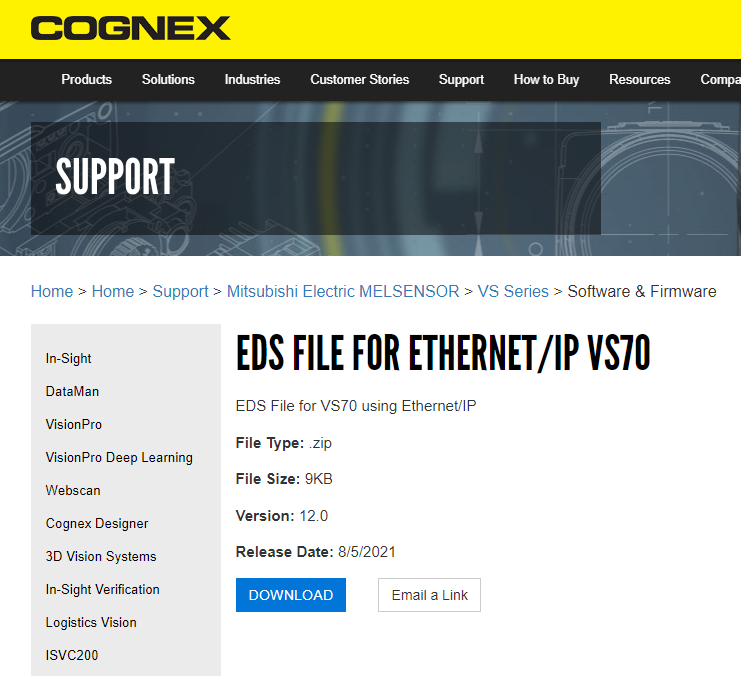 COGNEX
Products Solutions Industries Customer Stories Support How to Buy Resources Compa
SUPPORT
Home > Home > Support > Mitsubishi Electric MELSENSOR > VS Series > Software & Firmware
In-Sight
DataMan
VisionPro
VisionPro Deep Learning
Webscan
Cognex Designer
3D Vision Systems
In-Sight Verification
Logistics Vision
ISVC200
EDS FILE FOR ETHERNET/IP VS70
EDS File for VS70 using Ethernet/IP
File Type: .zip
File Size: 9KB
Version: 12.0
Release Date: 8/5/2021
DOWNLOAD Email a Link